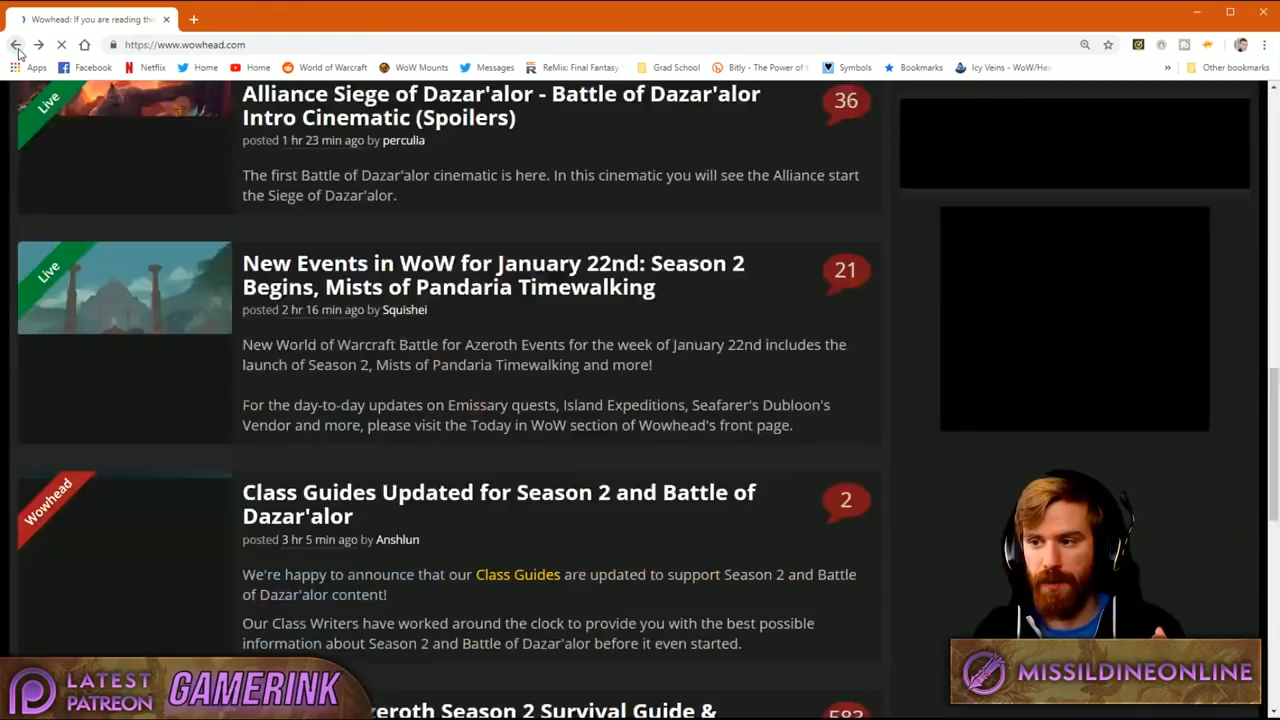 Wowhead: If you are reading thi
https://www.wowhead.com
Apps
Facebook
Netflix
Home
Home
World of Warcraft
WoW Mounts
Messages
ReMix: Final Fantasy
Grad School
Bitly - The Power of
Symbols
Bookmarks
Icy Veins - WoW/He
»
Other bookmarks
Live
Alliance Siege of Dazar'alor - Battle of Dazar'alor
Intro Cinematic (Spoilers)
36
posted 1 hr 23 min ago by perculia
The first Battle of Dazar'alor cinematic is here. In this cinematic you will see the Alliance start
the Siege of Dazar'alor.
Live
New Events in WoW for January 22nd: Season 2
Begins, Mists of Pandaria Timewalking
21
posted 2 hr 16 min ago by Squishei
New World of Warcraft Battle for Azeroth Events for the week of January 22nd includes the
launch of Season 2, Mists of Pandaria Timewalking and more!
For the day-to-day updates on Emissary quests, Island Expeditions, Seafarer's Dubloon's
Vendor and more, please visit the Today in WoW section of Wowhead's front page.
Wowhead
Class Guides Updated for Season 2 and Battle of
Dazar'alor
2
posted 3 hr 5 min ago by Anshlun
We're happy to announce that our Class Guides are updated to support Season 2 and Battle
of Dazar'alor content!
Our Class Writers have worked around the clock to provide you with the best possible
information about Season 2 and Battle of Dazar'alor before it even started.
eroth Season 2 Survival Guide &
583
LATEST
PATREON
GAMERINK
MISSILDINEONLINE